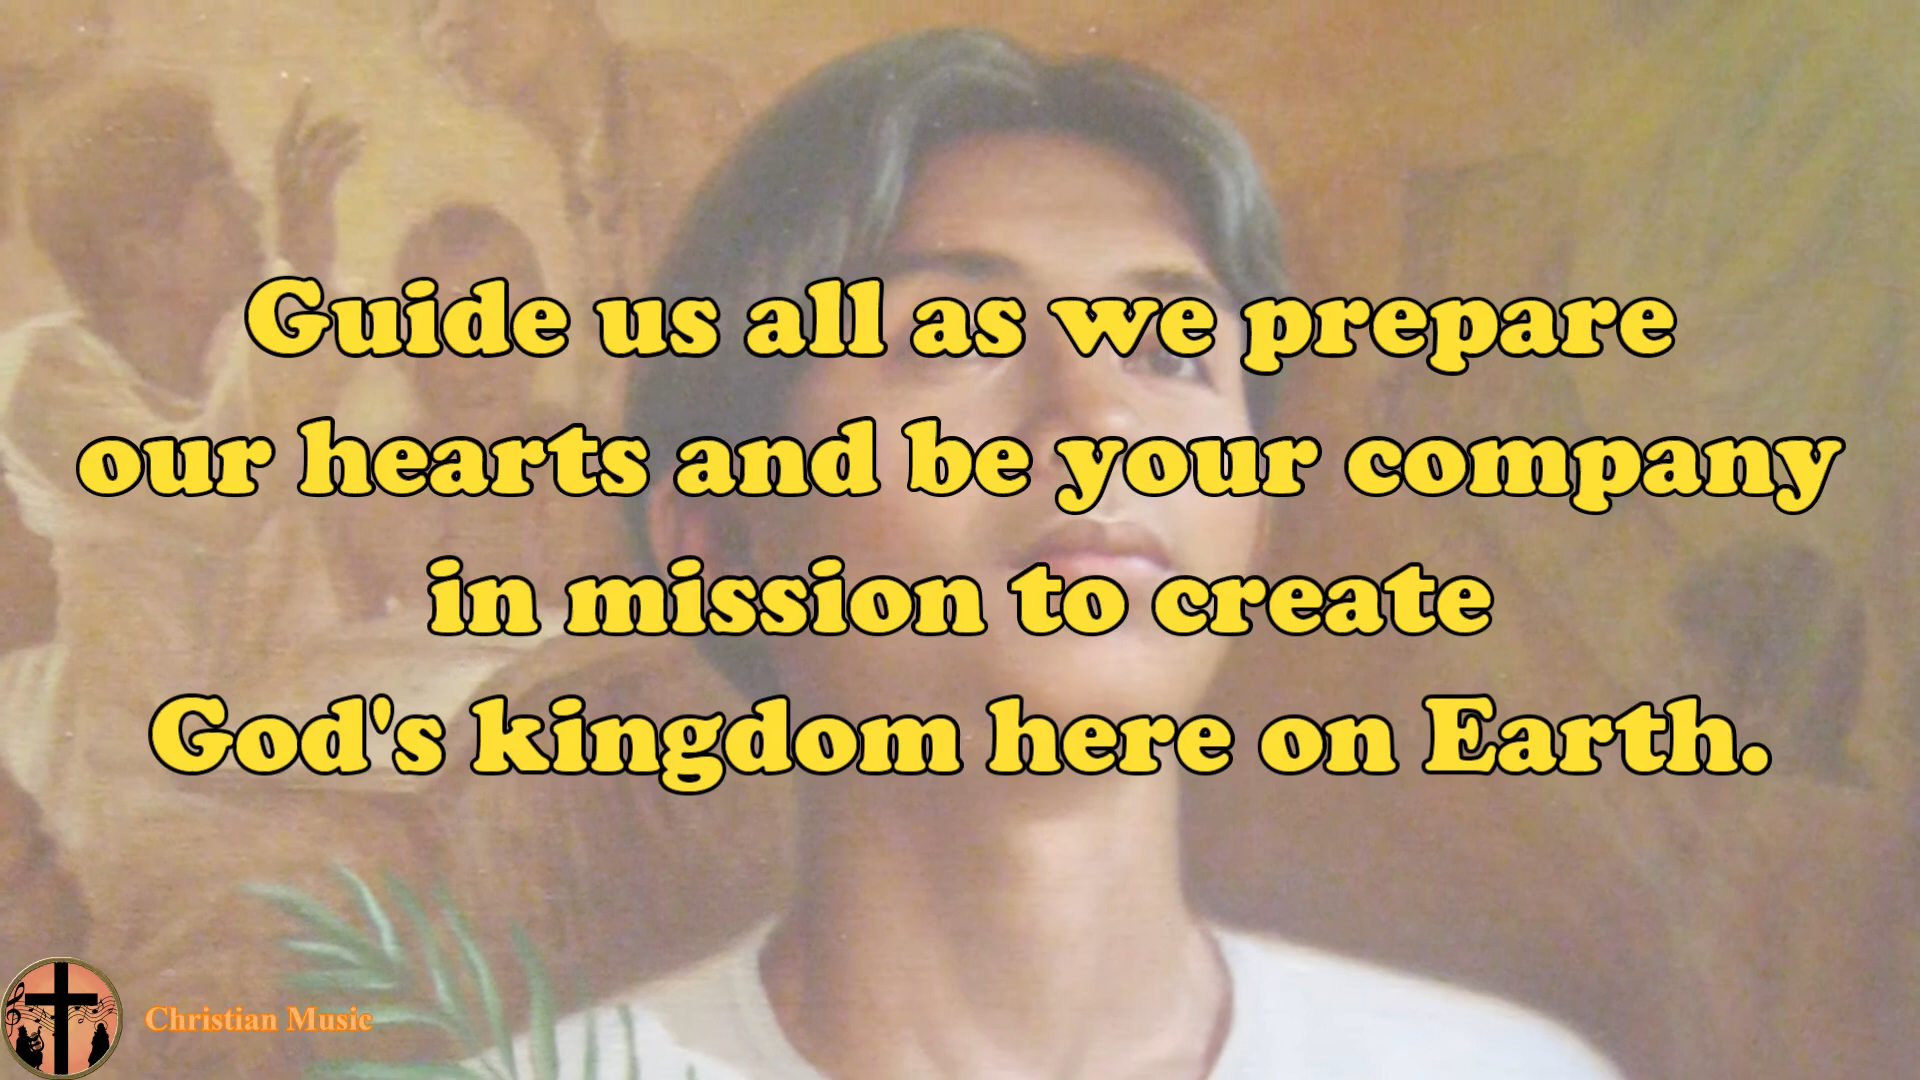 Guide us all as we prepare
our hearts and be your company
in mission to create
God's kingdom here on Earth.
Christian Music